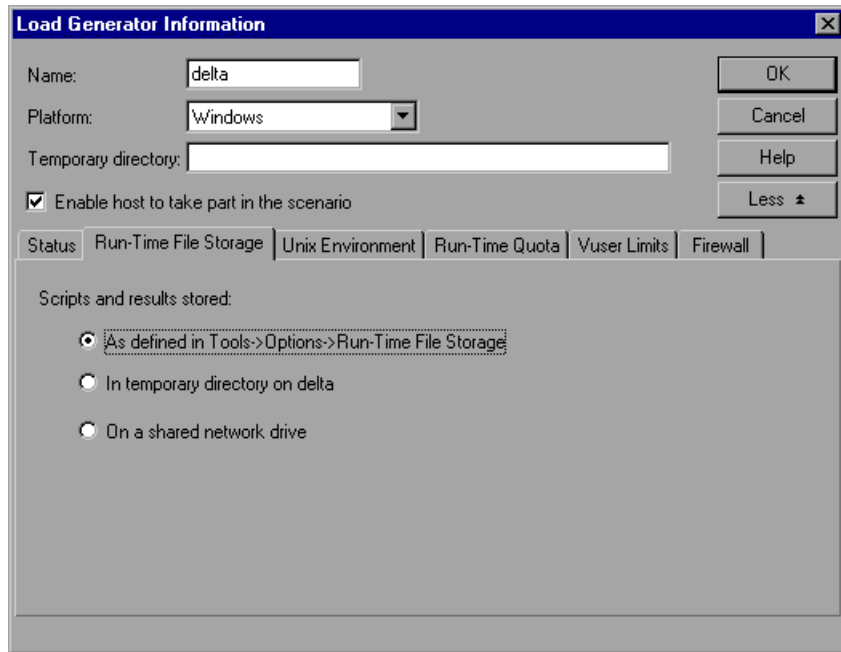 Load Generator Information
Name: delta OK
Platform: Windows Cancel
Temporary directory: Help
Enable host to take part in the scenario Less
Status Run-Time File Storage Unix Environment Run-Time Quota Vuser Limits Firewall
Scripts and results stored:
As defined in Tools->Options->Run-Time File Storage
In temporary directory on delta
On a shared network drive